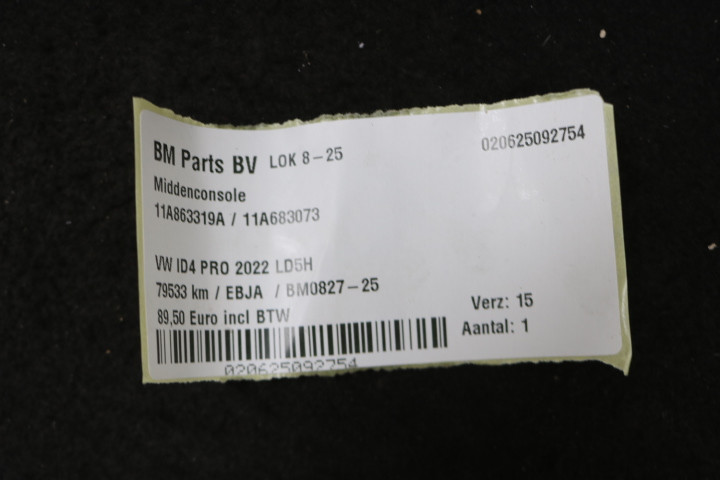 BM Parts BV LOK 8-25 020625092754
Middenconsole
11A863319A / 11A683073
VW ID4 PRO 2022 LD5H
79533 km / EBJA / BM0827-25
89,50 Euro incl BTW
Verz: 15
Aantal: 1
020625092754